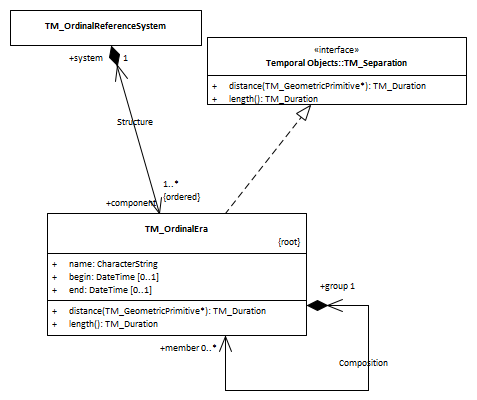 TM_OrdinalReferenceSystem
+system 1
«interface»
Temporal Objects::TM_Separation
+ distance(TM_GeometricPrimitive*): TM_Duration
+ length(): TM_Duration
Structure
1..*
{ordered}
+component
TM_OrdinalEra
{root}
+ name: CharacterString
+ begin: DateTime [0..1]
+ end: DateTime [0..1]
+ distance(TM_GeometricPrimitive*): TM_Duration
+ length(): TM_Duration
+group 1
+member 0..*
Composition